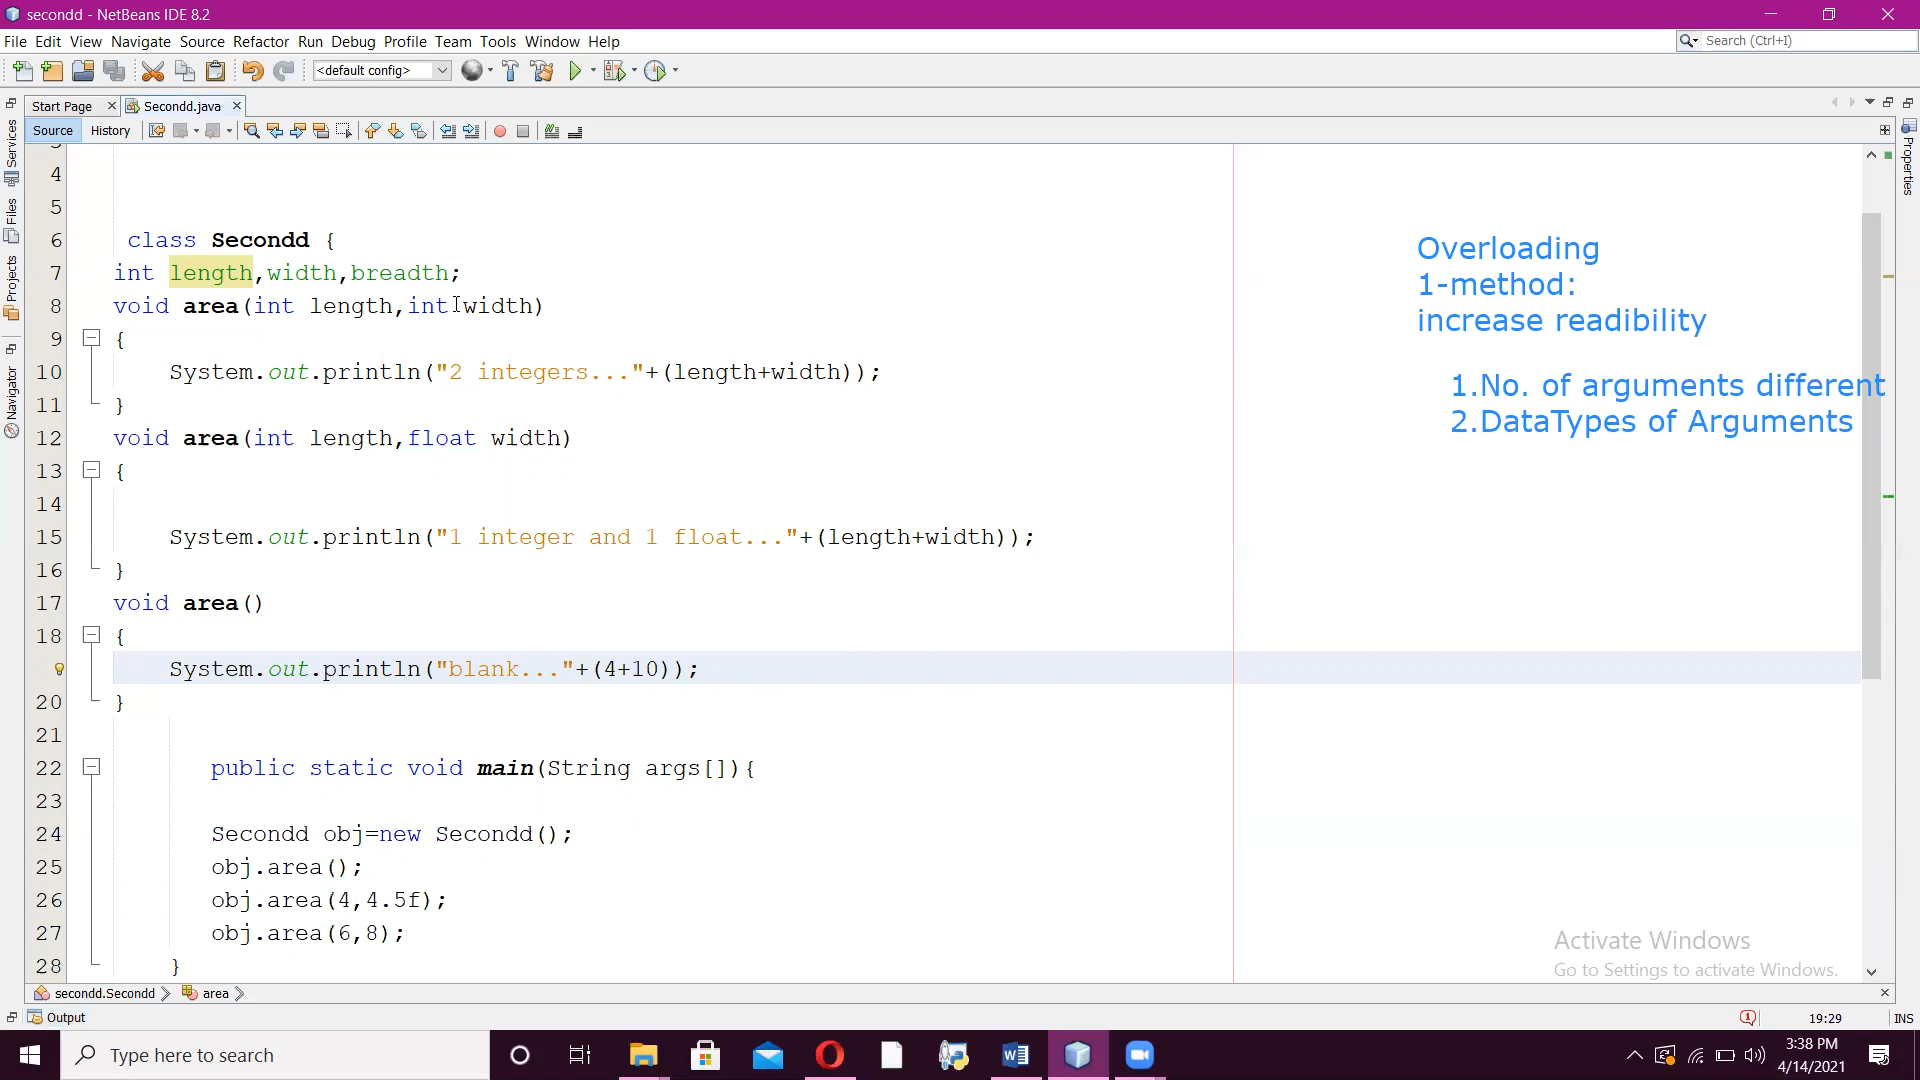 secondd - NetBeans IDE 8.2
File Edit View Navigate Source Refactor Run Debug Profile Team Tools Window Help
Search (Ctrl+I)
<default config>
Start Page
Secondd.java
Source History
Services
Files
Projects
Navigator
Properties
4
5
6 class Secondd {
7 int length,width,breadth;
8 void area(int length,int width)
9 {
10 System.out.println("2 integers..."+(length+width));
11 }
12 void area(int length,float width)
13 {
14
15 System.out.println("1 integer and 1 float..."+(length+width));
16 }
17 void area()
18 {
System.out.println("blank..."+(4+10));
20 }
21
22 public static void main(String args[]){
23
24 Secondd obj=new Secondd();
25 obj.area();
26 obj.area(4,4.5f);
27 obj.area(6,8);
28 }
Overloading
1-method:
increase readibility
1.No. of arguments different
2.DataTypes of Arguments
Activate Windows
Go to Settings to activate Windows.
secondd.Secondd area
Output
1
19:29 INS
Type here to search
3:38 PM
4/14/2021